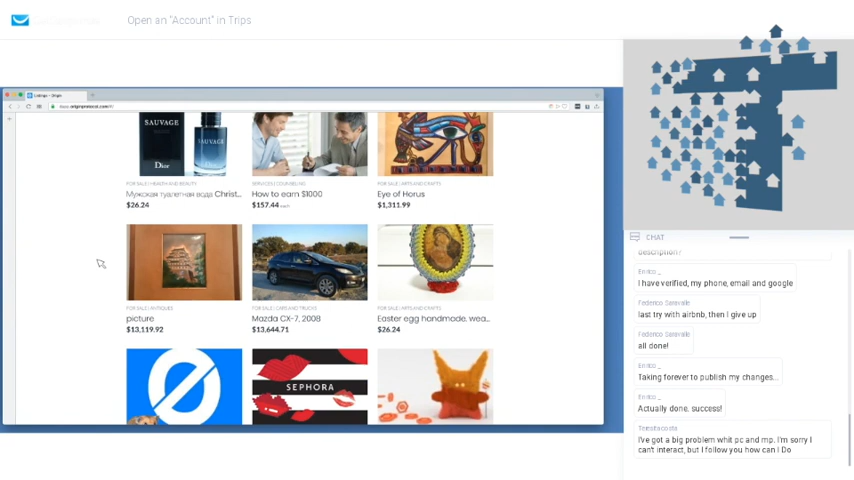 Open an "Account" in Trips
SAUVAGE
Dior
SAUVAGE
FOR SALE | HEALTH AND BEAUTY
Мужская туалетная вода Christ...
$26.24
SERVICES | COUNSELING
How to earn $1000
$157.44 each
FOR SALE | ARTS AND CRAFTS
Eye of Horus
$1,311.99
FOR SALE | ANTIQUES
picture
$13,119.92
FOR SALE | CARS AND TRUCKS
Mazda CX-7, 2008
$13,644.71
FOR SALE | ARTS AND CRAFTS
Easter egg handmade. wea...
$26.24
SEPHORA
CHAT
description?
Enrico _
I have verified, my phone, email and google
Federico Saravalle
last try with airbnb, then I give up
Federico Saravalle
all done!
Enrico _
Taking forever to publish my changes...
Enrico _
Actually done, success!
I've got a big problem whit pc and mp. I'm sorry I
can't interact, but I follow you how can I Do